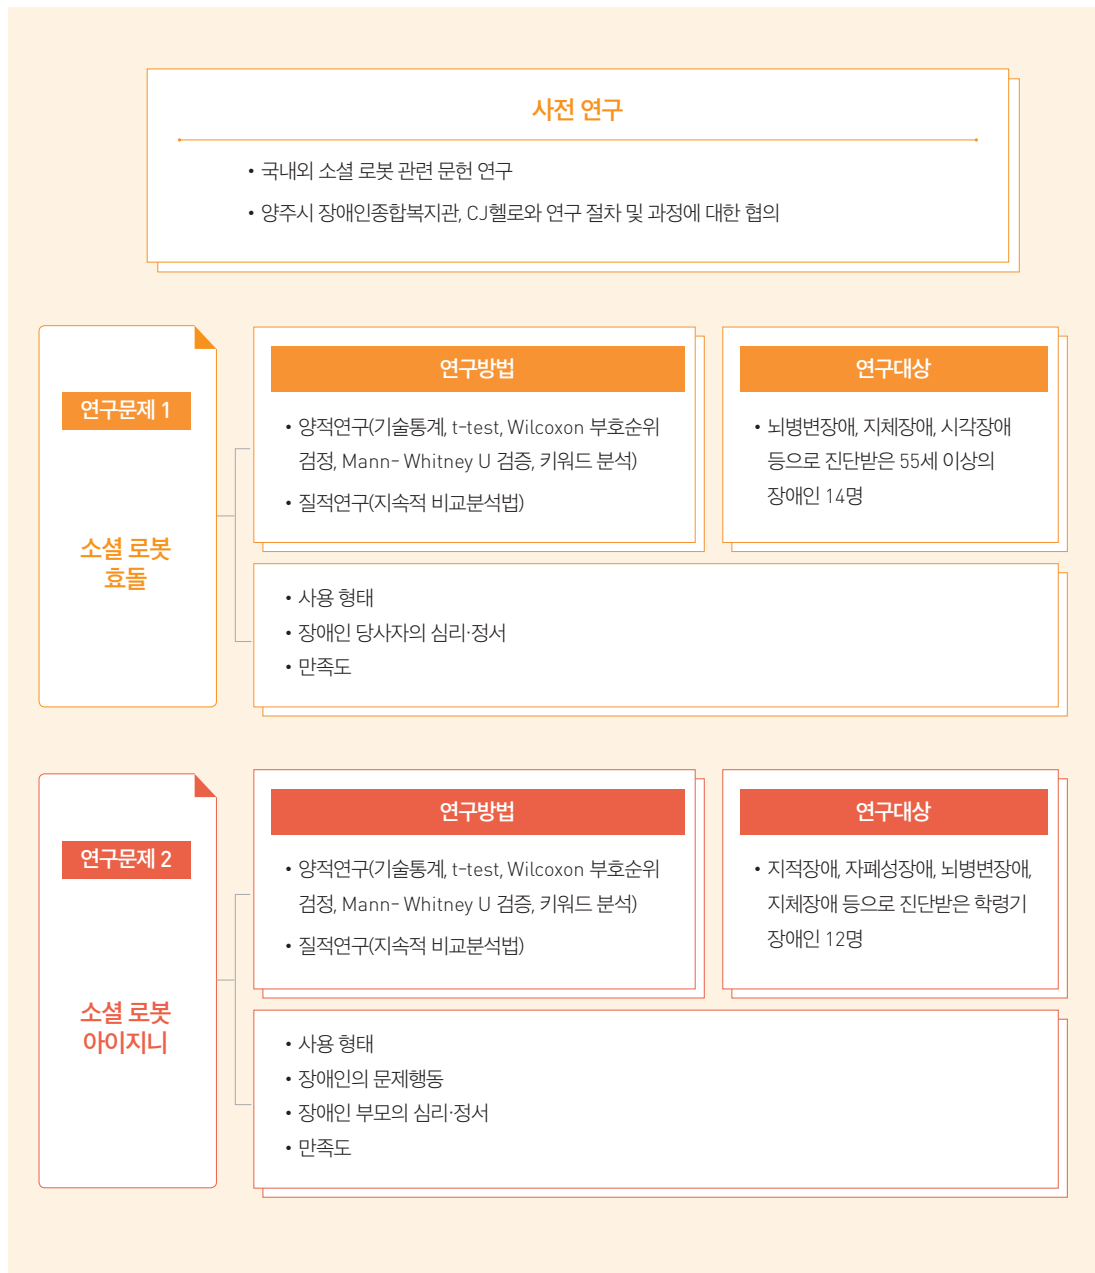 사전 연구
• 국내외 소셜 로봇 관련 문헌 연구
• 양주시 장애인종합복지관, CJ헬로와 연구 절차 및 과정에 대한 협의
연구문제 1
소셜 로봇
효돌
연구방법
• 양적연구(기술통계, t-test, Wilcoxon 부호순위
검정, Mann- Whitney U 검증, 키워드 분석)
• 질적연구(지속적 비교분석법)
연구대상
• 뇌병변장애, 지체장애, 시각장애
등으로 진단받은 55세 이상의
장애인 14명
• 사용 형태
• 장애인 당사자의 심리·정서
• 만족도
연구문제 2
소셜 로봇
아이지니
연구방법
• 양적연구(기술통계, t-test, Wilcoxon 부호순위
검정, Mann- Whitney U 검증, 키워드 분석)
• 질적연구(지속적 비교분석법)
연구대상
• 지적장애, 자폐성장애, 뇌병변장애,
지체장애 등으로 진단받은 학령기
장애인 12명
• 사용 형태
• 장애인의 문제행동
• 장애인 부모의 심리·정서
• 만족도